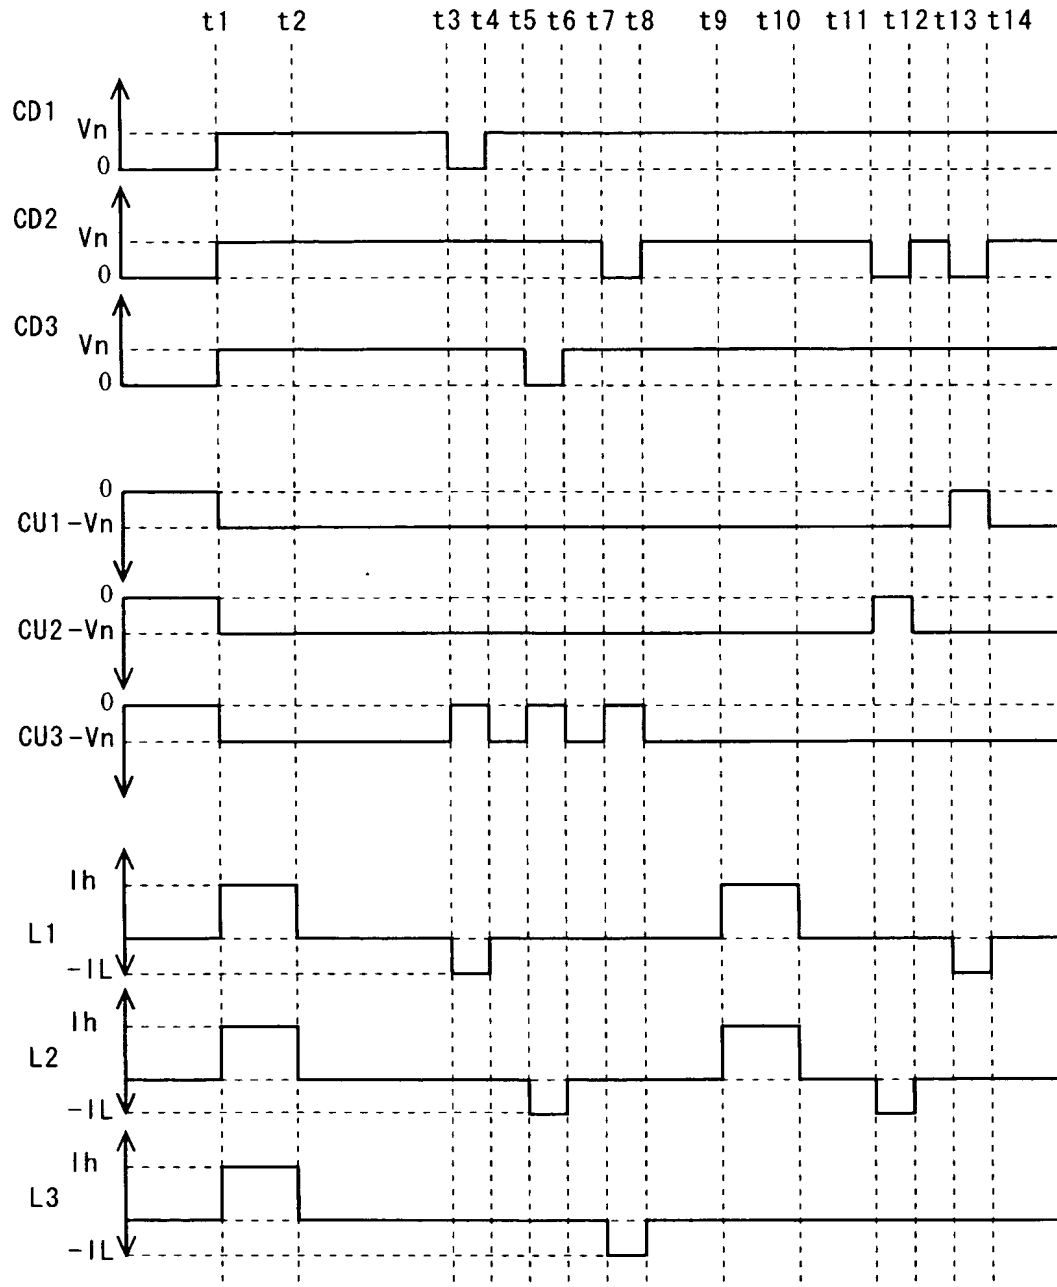 t1 t2 t3 t4 t5 t6 t7 t8 t9 t10 t11 t12 t13 t14
CD1
Vn
0
CD2
Vn
0
CD3
Vn
0
0
CU1-Vn
0
CU2-Vn
0
CU3-Vn
Ih
L1
-IL
Ih
L2
-IL
Ih
L3
-IL